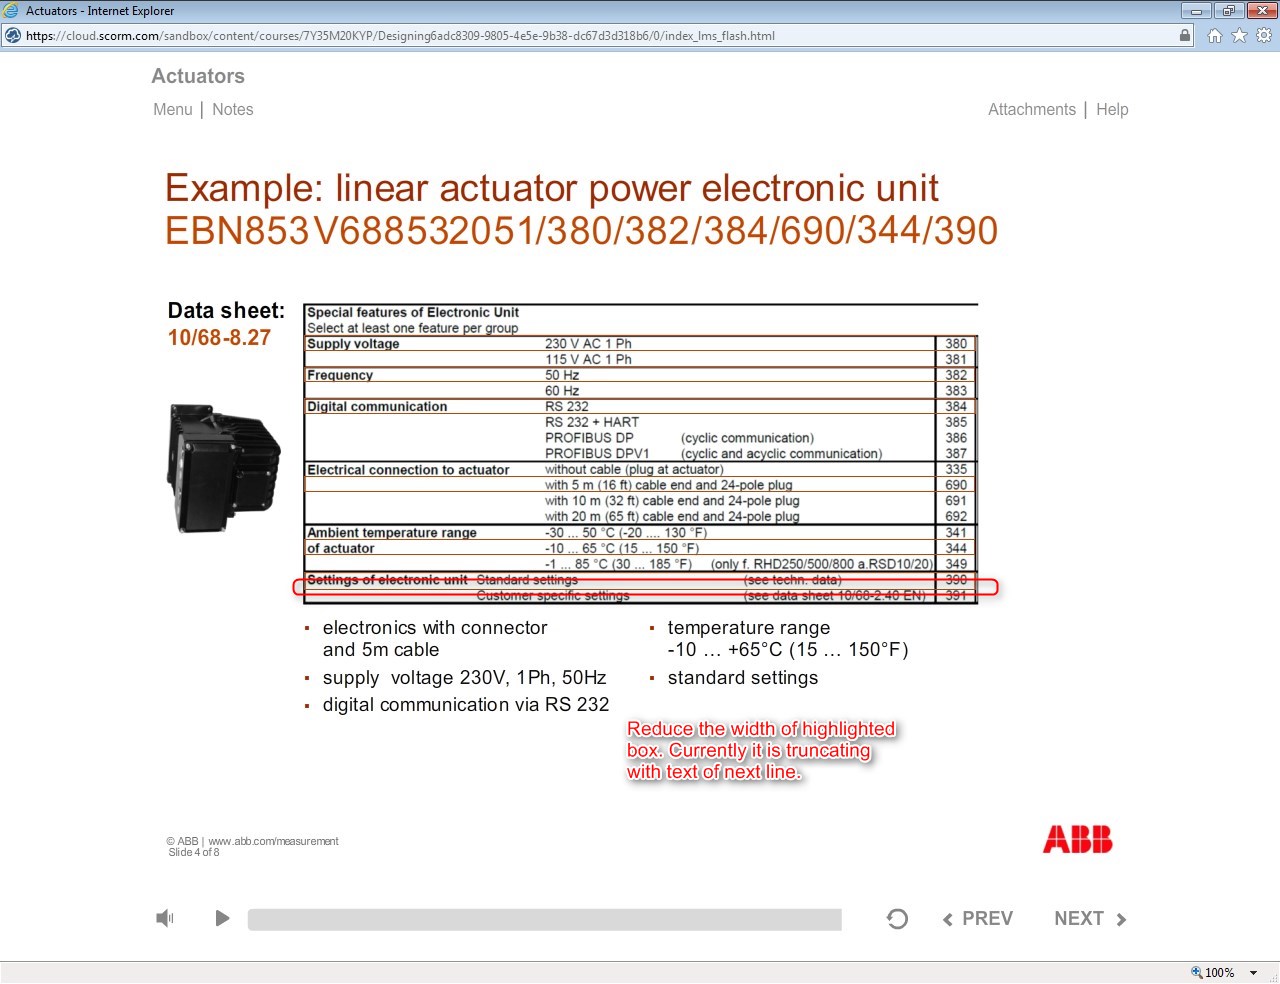 Actuators - Internet Explorer
https://cloud.scorm.com/sandbox/content/courses/7Y35M20KYP/Designing6adc8309-9805-4e5e-9b38-dc67d3d318b6/0/index_lms_flash.html
Actuators
Menu | Notes
Attachments | Help
Example: linear actuator power electronic unit
EBN853 V688532051/380/382/384/690/344/390
Data sheet:
10/68-8.27
Special features of Electronic Unit
Select at least one feature per group
Supply voltage 230 V AC 1 Ph 380
115 V AC 1 Ph 381
Frequency 50 Hz 382
60 Hz 383
Digital communication RS 232 384
RS 232 + HART 385
PROFIBUS DP (cyclic communication) 386
PROFIBUS DPV1 (cyclic and acyclic communication) 387
Electrical connection to actuator without cable (plug at actuator) 335
with 5 m (16 ft) cable end and 24-pole plug 690
with 10 m (32 ft) cable end and 24-pole plug 691
with 20 m (65 ft) cable end and 24-pole plug 692
Ambient temperature range -30 ... 50 °C (-20 .... 130 °F) 341
of actuator -10 ... 65 °C (15 ... 150 °F) 344
-1 ... 85 °C (30 ... 185 °F) (only f. RHD250/500/800 a.RSD10/20) 349
Settings of electronic unit Standard settings (see techn. data) 390
Customer specific settings (see data sheet 10/68-2.40 EN) 391
▪ electronics with connector
and 5m cable
▪ supply voltage 230V, 1Ph, 50Hz
▪ digital communication via RS 232
▪ temperature range
-10 … +65°C (15 … 150°F)
▪ standard settings
Reduce the width of highlighted
box. Currently it is truncating
with text of next line.
© ABB | www.abb.com/measurement
Slide 4 of 8
ABB
PREV
NEXT
100%